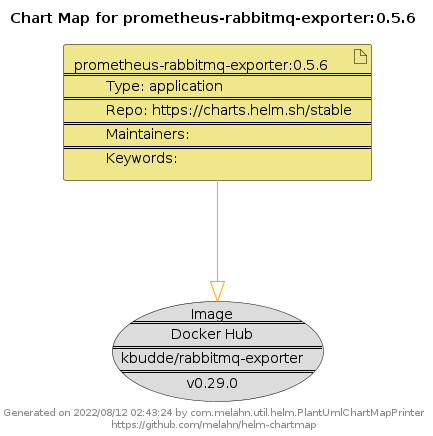 Chart Map for prometheus-rabbitmq-exporter:0.5.6
prometheus-rabbitmq-exporter:0.5.6
Type: application
Repo: https://charts.helm.sh/stable
Maintainers:
Keywords:
Image
Docker Hub
kbudde/rabbitmq-exporter
v0.29.0
Generated on 2022/08/12 02:43:24 by com.melahn.util.helm.PlantUmlChartMapPrinter
https://github.com/melahn/helm-chartmap